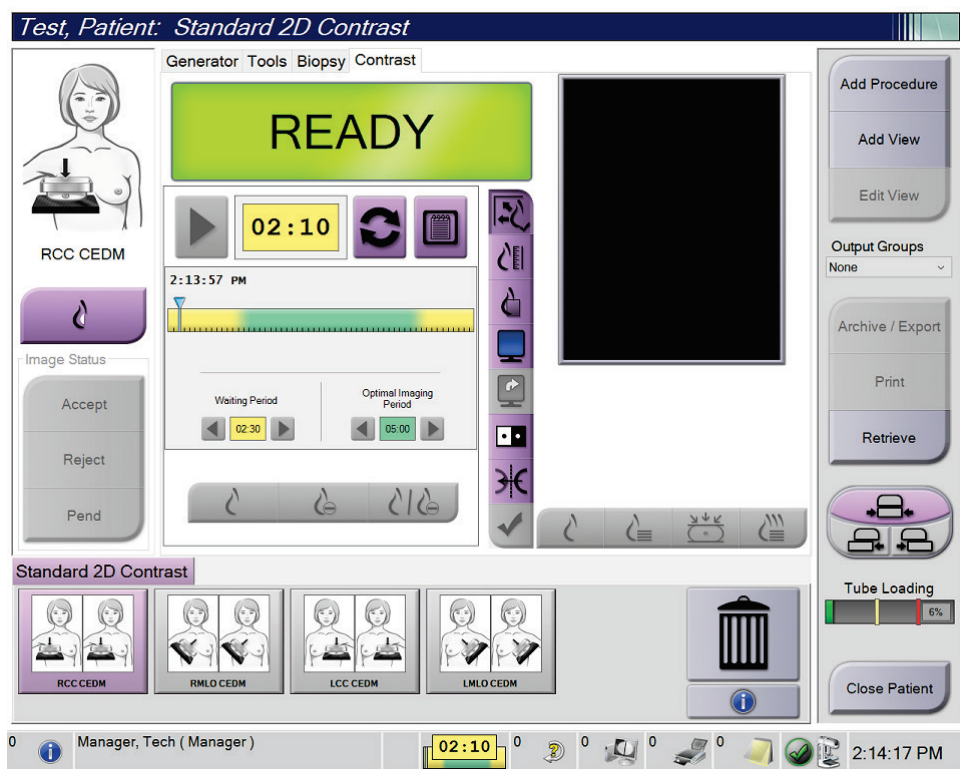 Test, Patient: Standard 2D Contrast
Generator Tools Biopsy Contrast
READY
02:10
2:13:57 PM
Waiting Period
Optimal Imaging
Period
02:30
05:00
RCC CEDM
Image Status
Accept
Reject
Pend
Add Procedure
Add View
Edit View
Output Groups
None
Archive / Export
Print
Retrieve
Tube Loading
6%
Close Patient
Standard 2D Contrast
RCC CEDM
RMLO CEDM
LCC CEDM
LMLO CEDM
0
Manager, Tech ( Manager )
02:10
0
0
0
0
2:14:17 PM